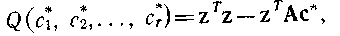 Q(c₁*, c₂*,..., cᵣ*)=𝐳ᵀ𝐳−𝐳ᵀ𝐀𝐜*,